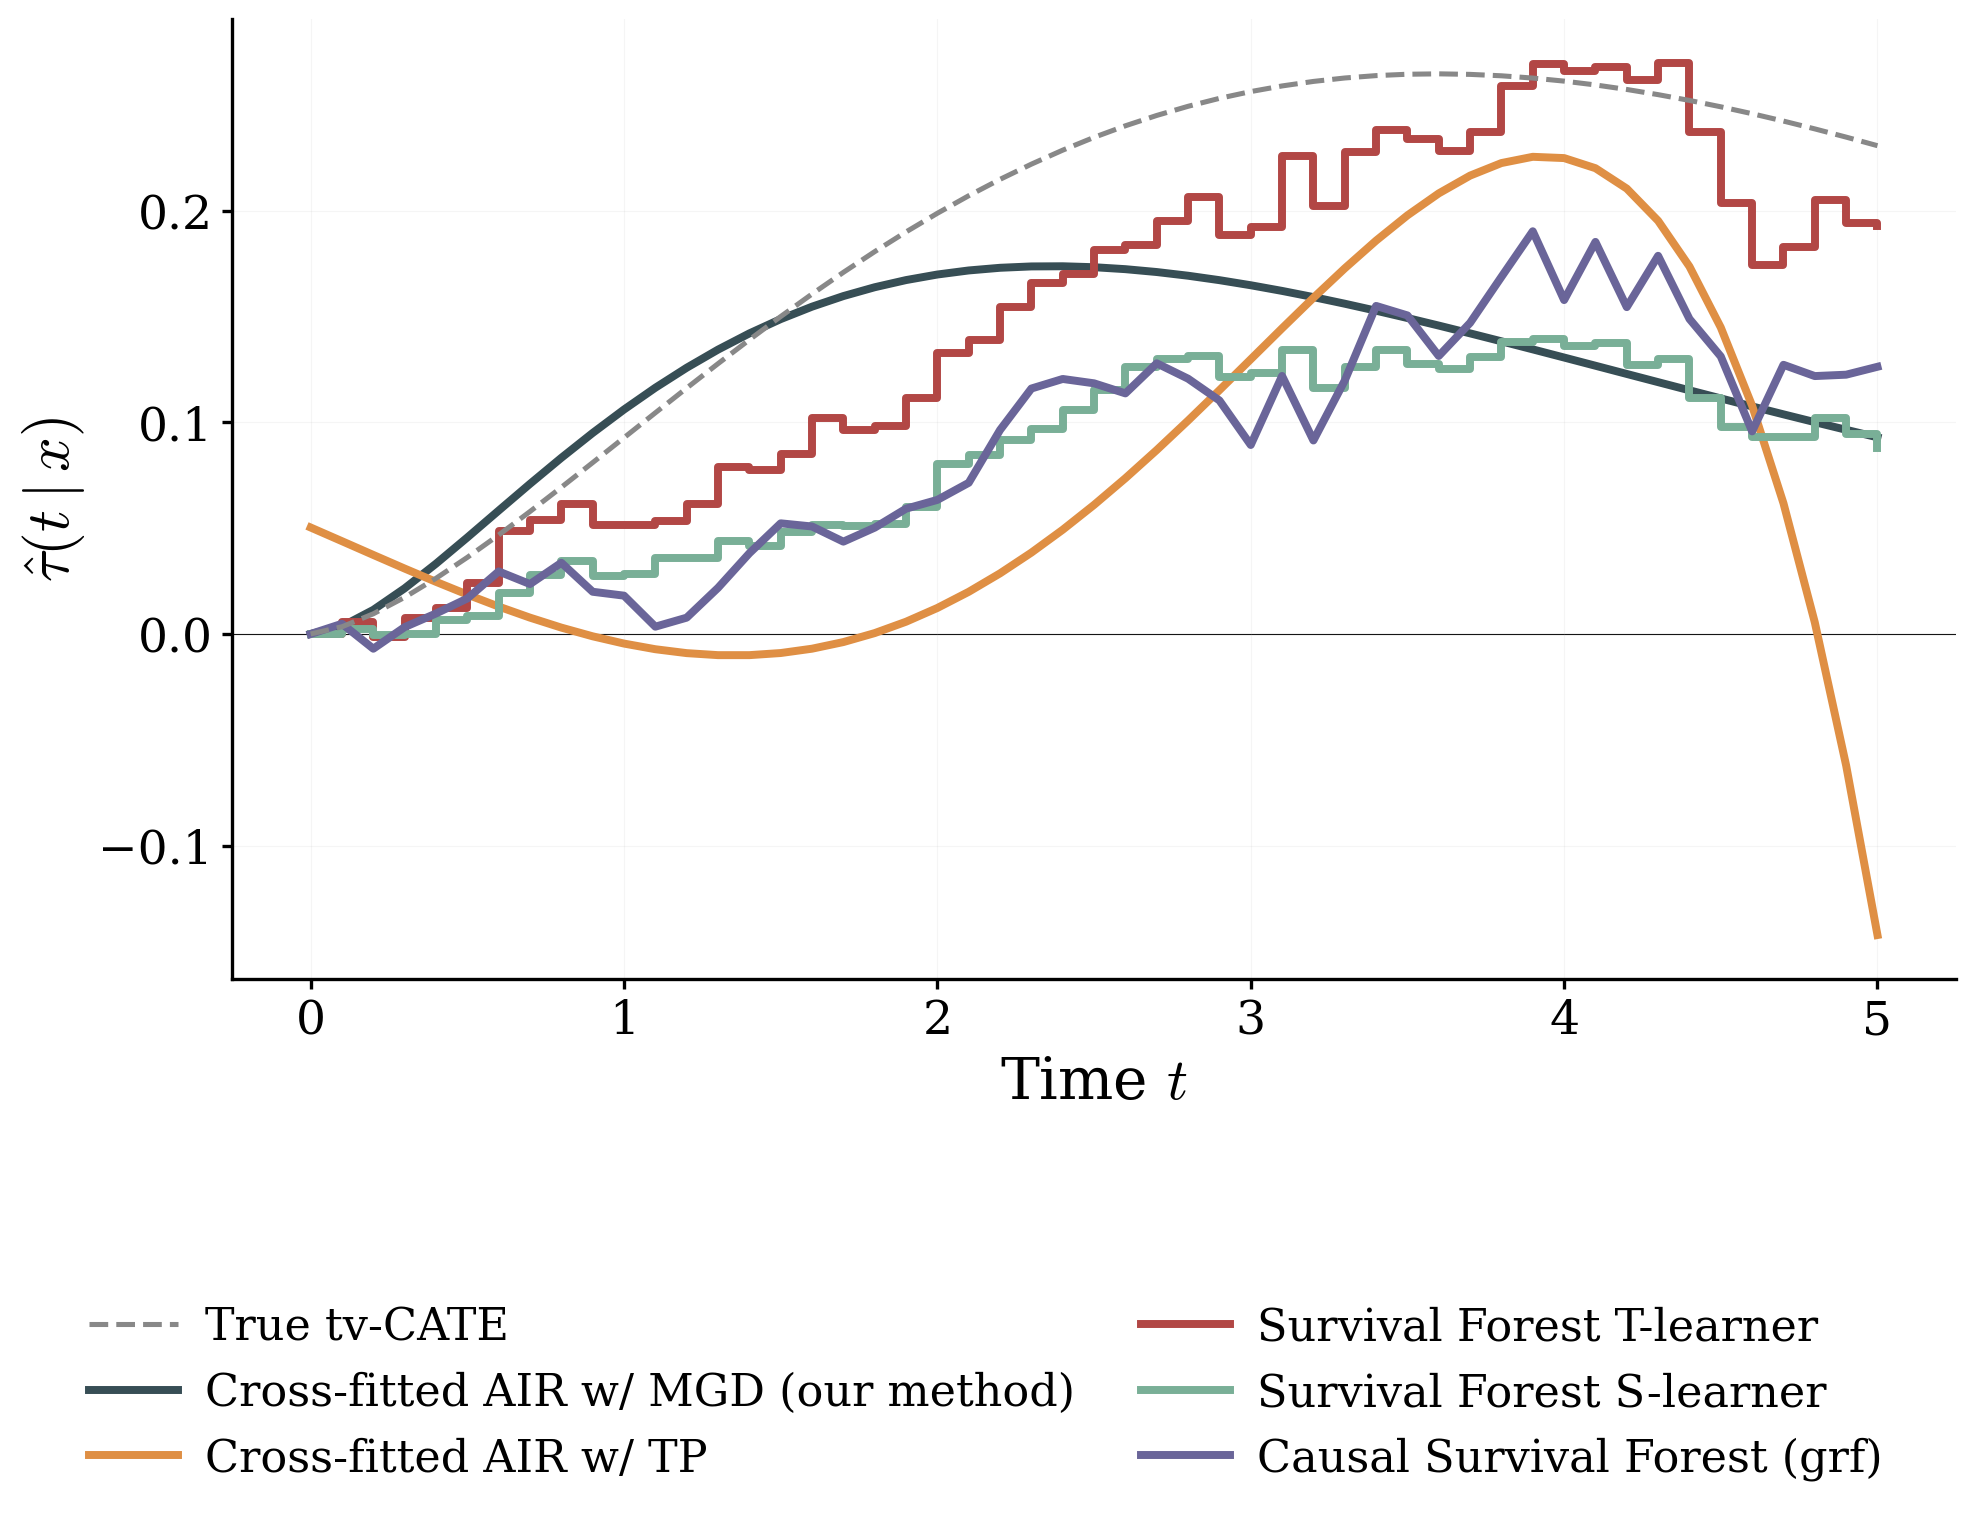 τ̂(t | x)
0.2
0.1
0.0
−0.1
0 1 2 3 4 5
Time t
True tv-CATE
Cross-fitted AIR w/ MGD (our method)
Cross-fitted AIR w/ TP
Survival Forest T-learner
Survival Forest S-learner
Causal Survival Forest (grf)